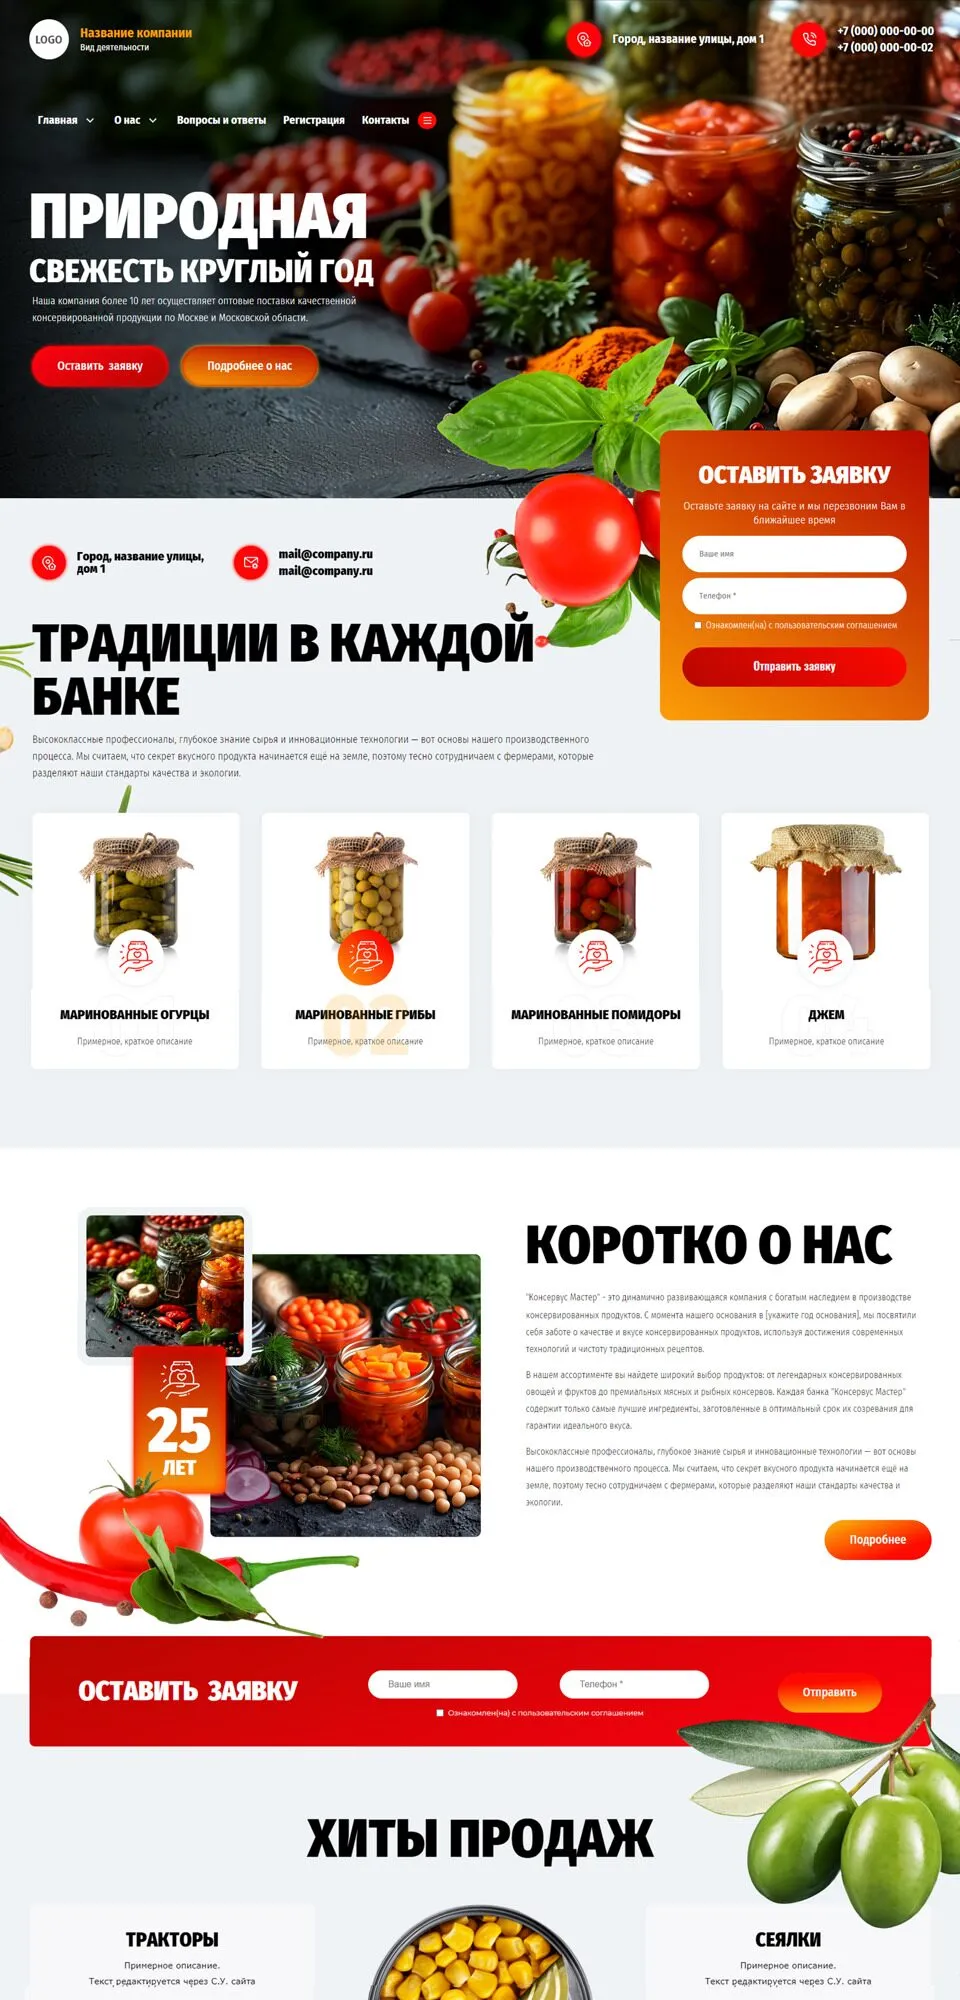 LOGO
Название компании
Вид деятельности
Город, название улицы, дом 1
+7 (000) 000-00-00
+7 (000) 000-00-02
Главная
О нас
Вопросы и ответы
Регистрация
Контакты
ПРИРОДНАЯ
СВЕЖЕСТЬ КРУГЛЫЙ ГОД
Наша компания более 10 лет осуществляет оптовые поставки качественной
консервированной продукции по Москве и Московской области.
Оставить заявку
Подробнее о нас
ОСТАВИТЬ ЗАЯВКУ
Оставьте заявку на сайте и мы перезвоним Вам в
ближайшее время
Ваше имя
Телефон *
Ознакомлен(на) с пользовательским соглашением
Отправить заявку
Город, название улицы,
дом 1
mail@company.ru
mail@company.ru
ТРАДИЦИИ В КАЖДОЙ
БАНКЕ
Высококлассные профессионалы, глубокое знание сырья и инновационные технологии — вот основы нашего производственного
процесса. Мы считаем, что секрет вкусного продукта начинается ещё на земле, поэтому тесно сотрудничаем с фермерами, которые
разделяют наши стандарты качества и экологии.
01
МАРИНОВАННЫЕ ОГУРЦЫ
Примерное, краткое описание
02
МАРИНОВАННЫЕ ГРИБЫ
Примерное, краткое описание
МАРИНОВАННЫЕ ПОМИДОРЫ
Примерное, краткое описание
ДЖЕМ
Примерное, краткое описание
25
ЛЕТ
КОРОТКО О НАС
"Консервус Мастер" - это динамично развивающаяся компания с богатым наследием в производстве
консервированных продуктов. С момента нашего основания в [укажите год основания], мы посвятили
себя заботе о качестве и вкусе консервированных продуктов, используя достижения современных
технологий и чистоту традиционных рецептов.
В нашем ассортименте вы найдете широкий выбор продуктов: от легендарных консервированных
овощей и фруктов до премиальных мясных и рыбных консервов. Каждая банка "Консервус Мастер"
содержит только самые лучшие ингредиенты, заготовленные в оптимальный срок их созревания для
гарантии идеального вкуса.
Высококлассные профессионалы, глубокое знание сырья и инновационные технологии — вот основы
нашего производственного процесса. Мы считаем, что секрет вкусного продукта начинается ещё на
земле, поэтому тесно сотрудничаем с фермерами, которые разделяют наши стандарты качества и
экологии.
Подробнее
ОСТАВИТЬ ЗАЯВКУ
Ваше имя
Телефон *
Ознакомлен(на) с пользовательским соглашением
Отправить
ХИТЫ ПРОДАЖ
ТРАКТОРЫ
Примерное описание.
Текст редактируется через С.У. сайта
СЕЯЛКИ
Примерное описание.
Текст редактируется через С.У. сайта